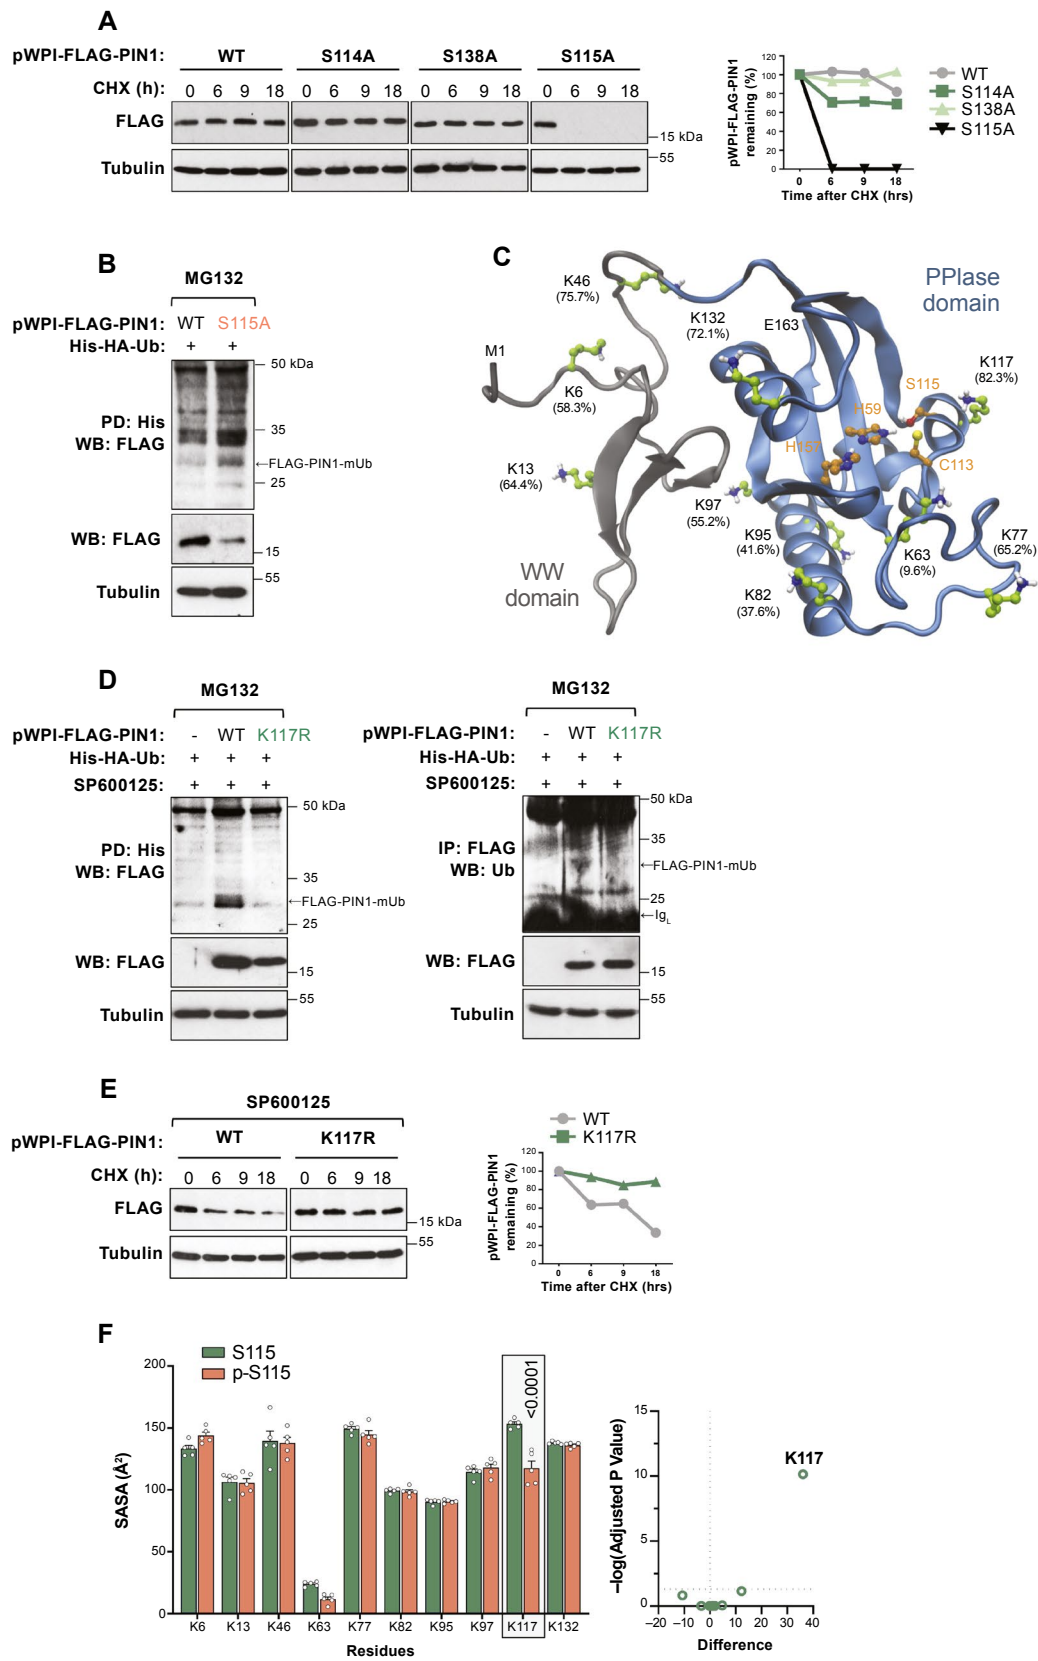 A
pWPI-FLAG-PIN1: WT S114A S138A S115A
CHX (h): 0 6 9 18 0 6 9 18 0 6 9 18 0 6 9 18
FLAG
15 kDa
55
Tubulin
pWPI-FLAG-PIN1
remaining (%)
120
100
80
60
40
20
0
0 6 9 18
Time after CHX (hrs)
WT
S114A
S138A
S115A
B
MG132
pWPI-FLAG-PIN1: WT S115A
His-HA-Ub: + +
50 kDa
PD: His
WB: FLAG
35
←FLAG-PIN1-mUb
25
WB: FLAG
15
55
Tubulin
C
K46
(75.7%)
PPIase
domain
K132
(72.1%)
E163
M1
K117
(82.3%)
K6
(58.3%)
S115
H59
H157
C113
K13
(64.4%)
K97
(55.2%)
K95
(41.6%)
K63
(9.6%)
K77
(65.2%)
WW
domain
K82
(37.6%)
D
MG132
pWPI-FLAG-PIN1: - WT K117R
His-HA-Ub: + + +
SP600125: + + +
50 kDa
PD: His
WB: FLAG
35
←FLAG-PIN1-mUb
25
WB: FLAG
15
55
Tubulin
MG132
pWPI-FLAG-PIN1: - WT K117R
His-HA-Ub: + + +
SP600125: + + +
50 kDa
IP: FLAG
WB: Ub
35
←FLAG-PIN1-mUb
25
←IgL
WB: FLAG
15
55
Tubulin
E
SP600125
pWPI-FLAG-PIN1: WT K117R
CHX (h): 0 6 9 18 0 6 9 18
FLAG
15 kDa
55
Tubulin
WT
K117R
pWPI-FLAG-PIN1
remaining (%)
120
100
80
60
40
20
0
0 6 9 18
Time after CHX (hrs)
F
S115
p-S115
SASA (Å²)
200
150
100
50
0
<0.0001
K6 K13 K46 K63 K77 K82 K95 K97 K117 K132
Residues
–log(Adjusted P Value)
15
10
5
0
K117
–20 –10 0 10 20 30 40
Difference